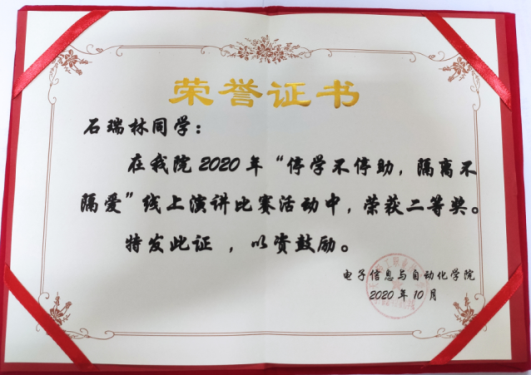 荣誉证书
石瑞林同学：
在我院2020年“停学不停助，隔离不
隔爱”线上演讲比赛活动中，荣获二等奖。
特发此证，以资鼓励。
电子信息与自动化学院
2020年10月